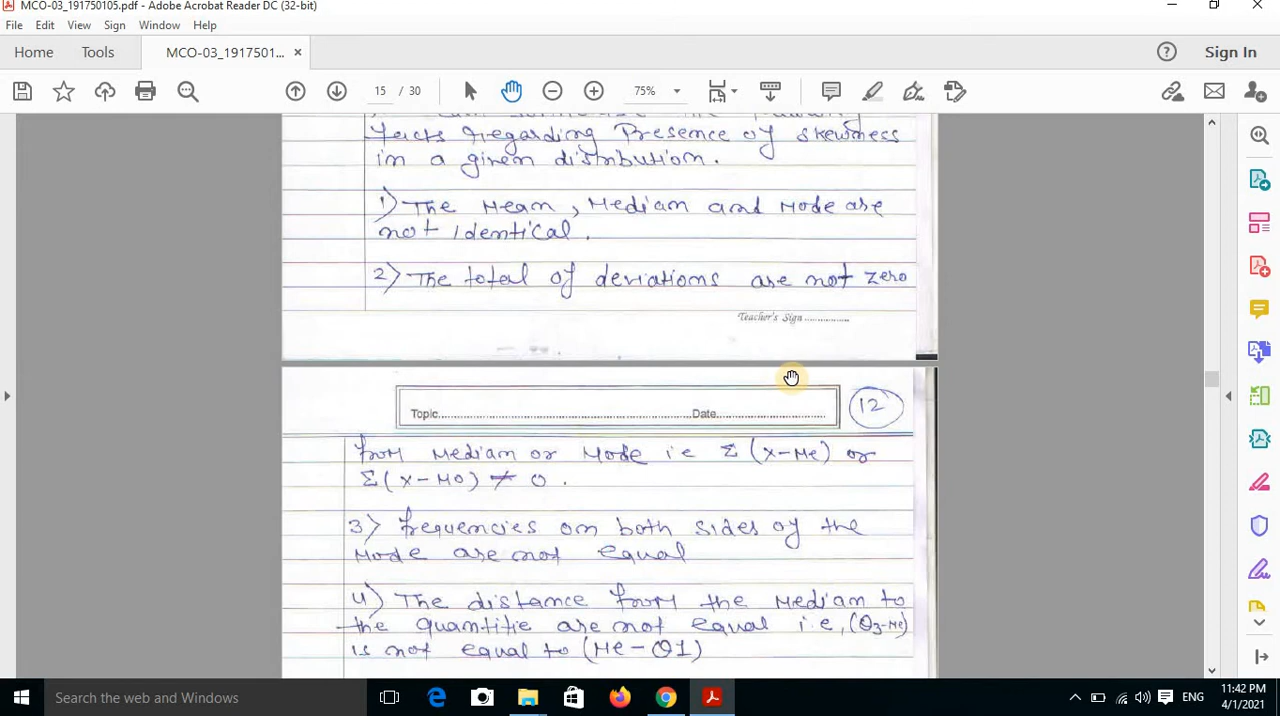 MCO-03_191750105.pdf - Adobe Acrobat Reader DC (32-bit)
File Edit View Sign Window Help
Home Tools MCO-03_1917501... × Sign In
15 / 30 75%
facts regarding Presence of skewness
in a given distribution.
1) The Mean, Median and Mode are
not identical.
2) The total of deviations are not zero
Teacher's Sign ..............
Topic.......................................................................Date.............................. 12
from Median or Mode i.e Σ(x-Me) or
Σ(x-Mo) ≠ 0.
3) frequencies on both sides of the
Mode are not equal
4) The distance from the Median to
the quantitie are not equal i.e, (Q3-Me)
is not equal to (Me-Q1)
Search the web and Windows
ENG
11:42 PM
4/1/2021